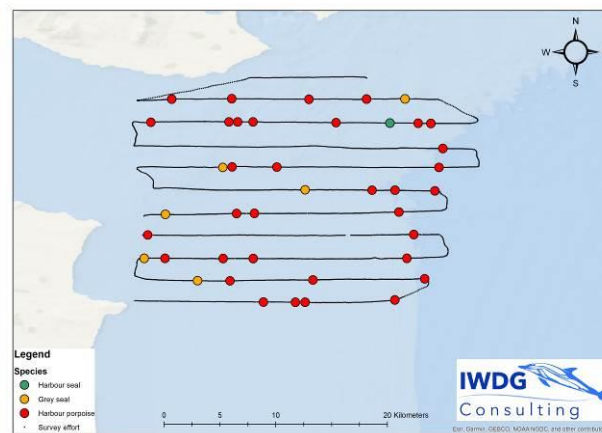 N
W E
S
Legend
Species
Harbour seal
Grey seal
Harbour porpoise
Survey effort
0 5 10 20 Kilometers
IWDG
Consulting
Esri, Garmin, GEBCO, NOAA NGDC, and other contributors